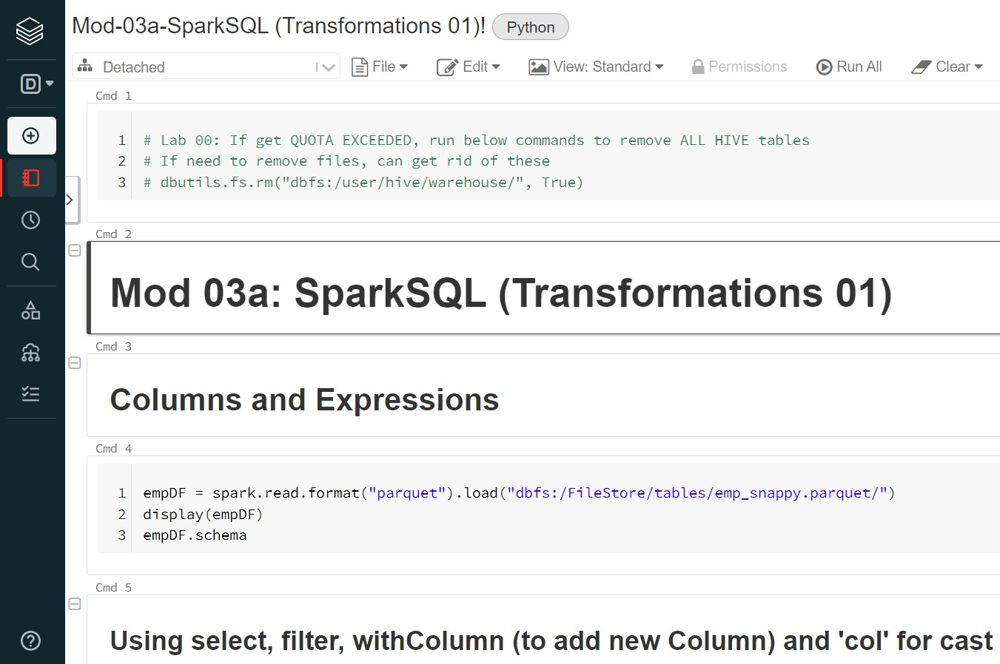 Mod-03a-SparkSQL (Transformations 01)! Python
Detached File Edit View: Standard Permissions Run All Clear
D
Cmd 1
1 # Lab 00: If get QUOTA EXCEEDED, run below commands to remove ALL HIVE tables
2 # If need to remove files, can get rid of these
3 # dbutils.fs.rm("dbfs:/user/hive/warehouse/", True)
Cmd 2
Mod 03a: SparkSQL (Transformations 01)
Cmd 3
Columns and Expressions
Cmd 4
1 empDF = spark.read.format("parquet").load("dbfs:/FileStore/tables/emp_snappy.parquet/")
2 display(empDF)
3 empDF.schema
Cmd 5
Using select, filter, withColumn (to add new Column) and 'col' for cast